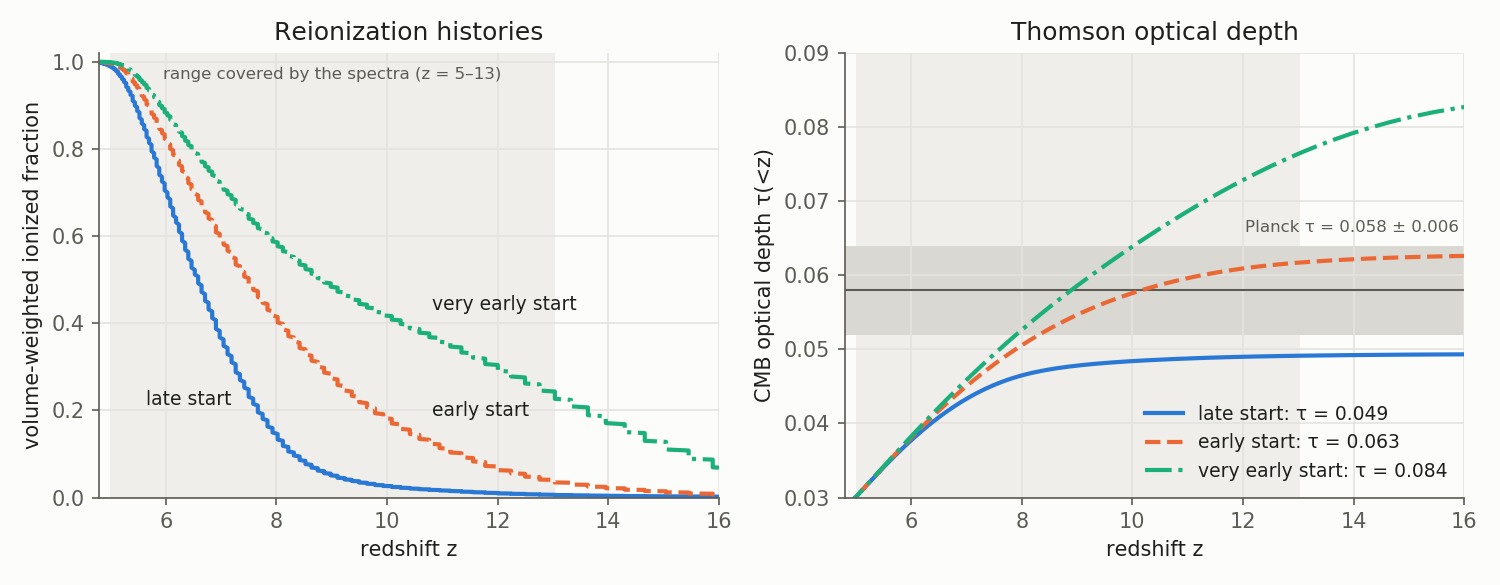 Reionization histories
1.0
0.8
0.6
0.4
0.2
0.0
volume-weighted ionized fraction
range covered by the spectra (z = 5–13)
very early start
late start
early start
6
8
10
12
14
16
redshift z
Thomson optical depth
0.09
0.08
0.07
0.06
0.05
0.04
0.03
CMB optical depth τ(<z)
Planck τ = 0.058 ± 0.006
late start: τ = 0.049
early start: τ = 0.063
very early start: τ = 0.084
6
8
10
12
14
16
redshift z